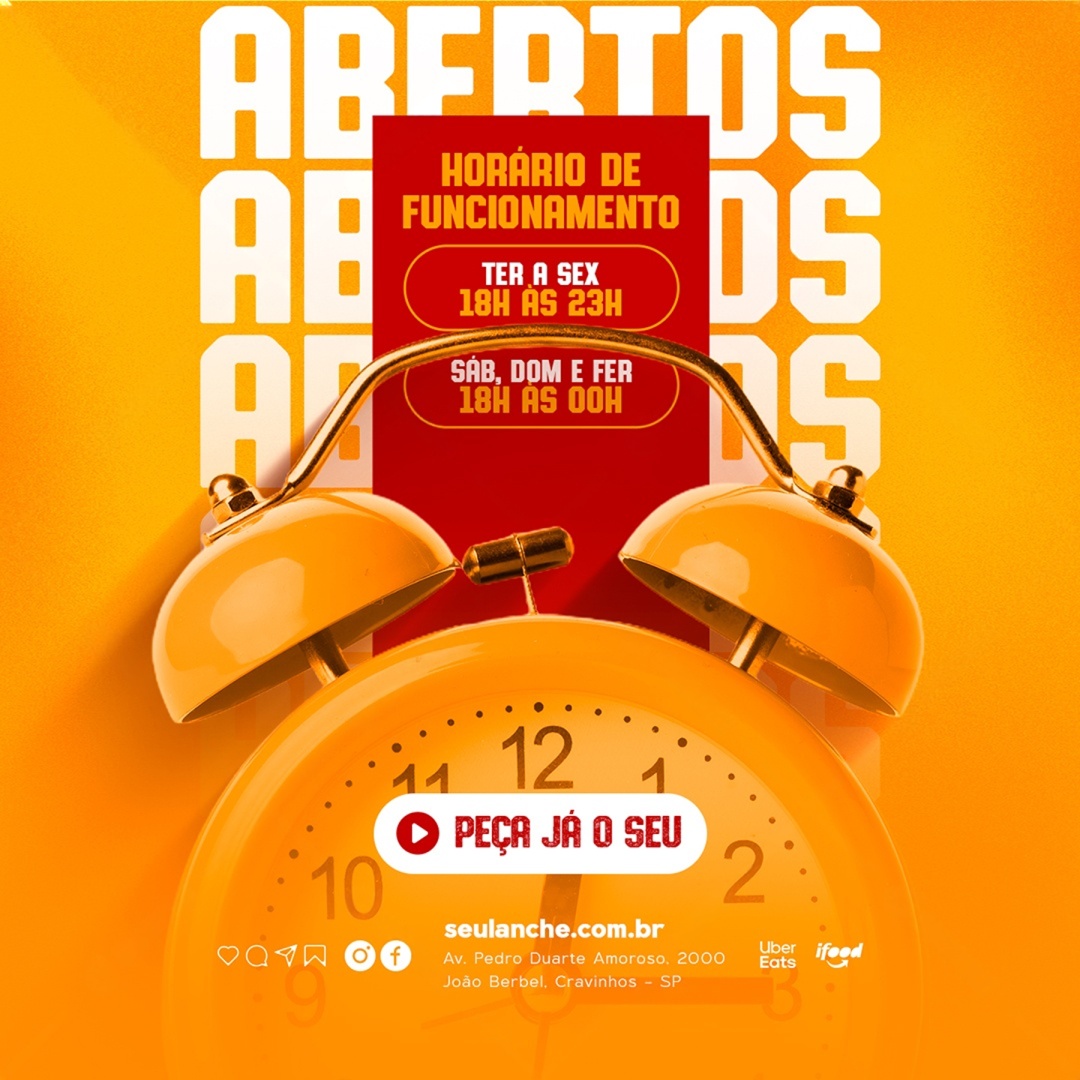 ABERTOS
HORÁRIO DE
FUNCIONAMENTO
TER A SEX
18H ÀS 23H
SÁB, DOM E FER
18H ÀS 00H
12
11
1
10
2
9
3
PEÇA JÁ O SEU
seulanche.com.br
Av. Pedro Duarte Amoroso, 2000
João Berbel, Cravinhos - SP
Uber
Eats
ifood